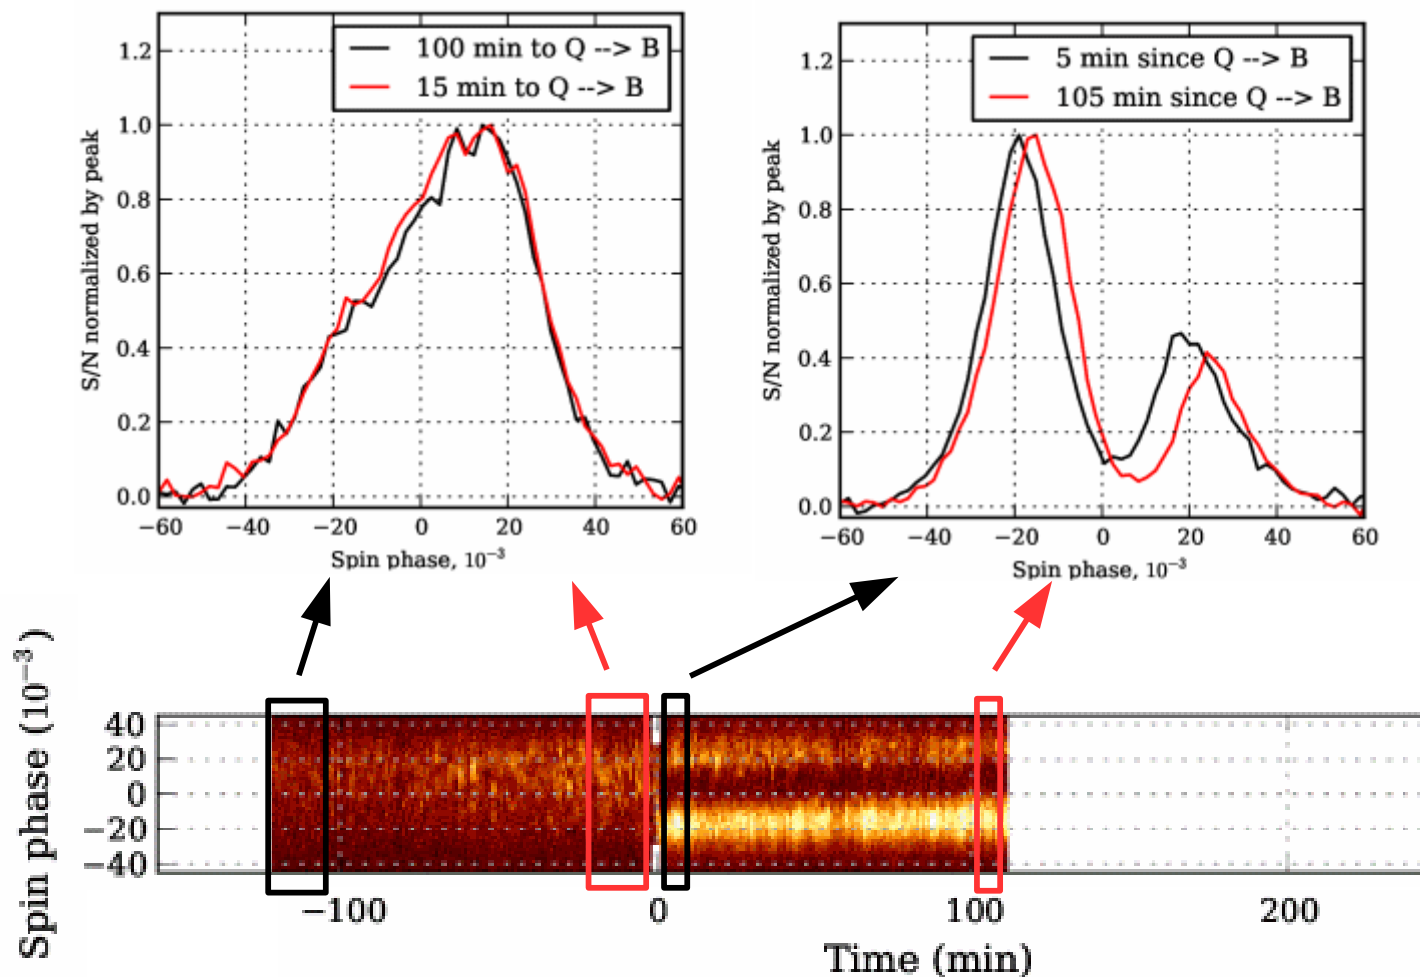 100 min to Q --> B
15 min to Q --> B
S/N normalized by peak
1.2
1.0
0.8
0.6
0.4
0.2
0.0
−60 −40 −20 0 20 40 60
Spin phase, 10⁻³
5 min since Q --> B
105 min since Q --> B
S/N normalized by peak
1.2
1.0
0.8
0.6
0.4
0.2
0.0
−60 −40 −20 0 20 40 60
Spin phase, 10⁻³
Spin phase (10⁻³)
40
20
0
−20
−40
−100 0 100 200
Time (min)